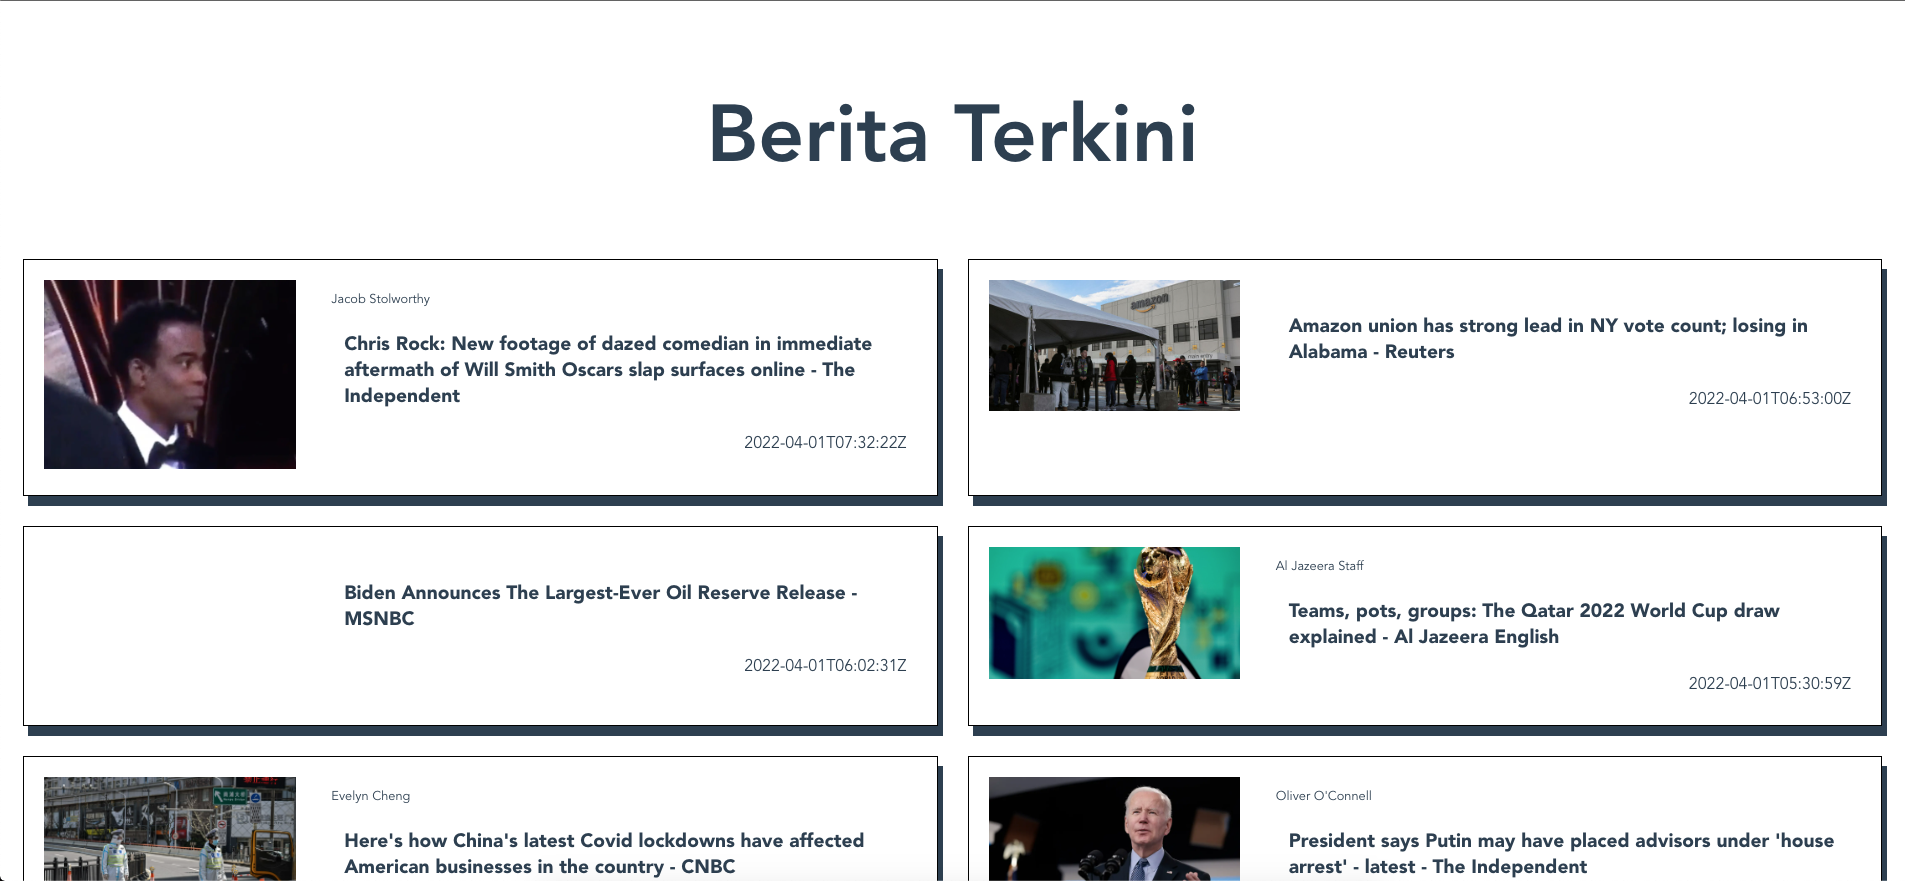 Berita Terkini
Jacob Stolworthy
Chris Rock: New footage of dazed comedian in immediate
aftermath of Will Smith Oscars slap surfaces online - The
Independent
2022-04-01T07:32:22Z
amazon
main entry
Amazon union has strong lead in NY vote count; losing in
Alabama - Reuters
2022-04-01T06:53:00Z
Biden Announces The Largest-Ever Oil Reserve Release -
MSNBC
2022-04-01T06:02:31Z
Al Jazeera Staff
Teams, pots, groups: The Qatar 2022 World Cup draw
explained - Al Jazeera English
2022-04-01T05:30:59Z
Evelyn Cheng
Here's how China's latest Covid lockdowns have affected
American businesses in the country - CNBC
Oliver O'Connell
President says Putin may have placed advisors under 'house
arrest' - latest - The Independent